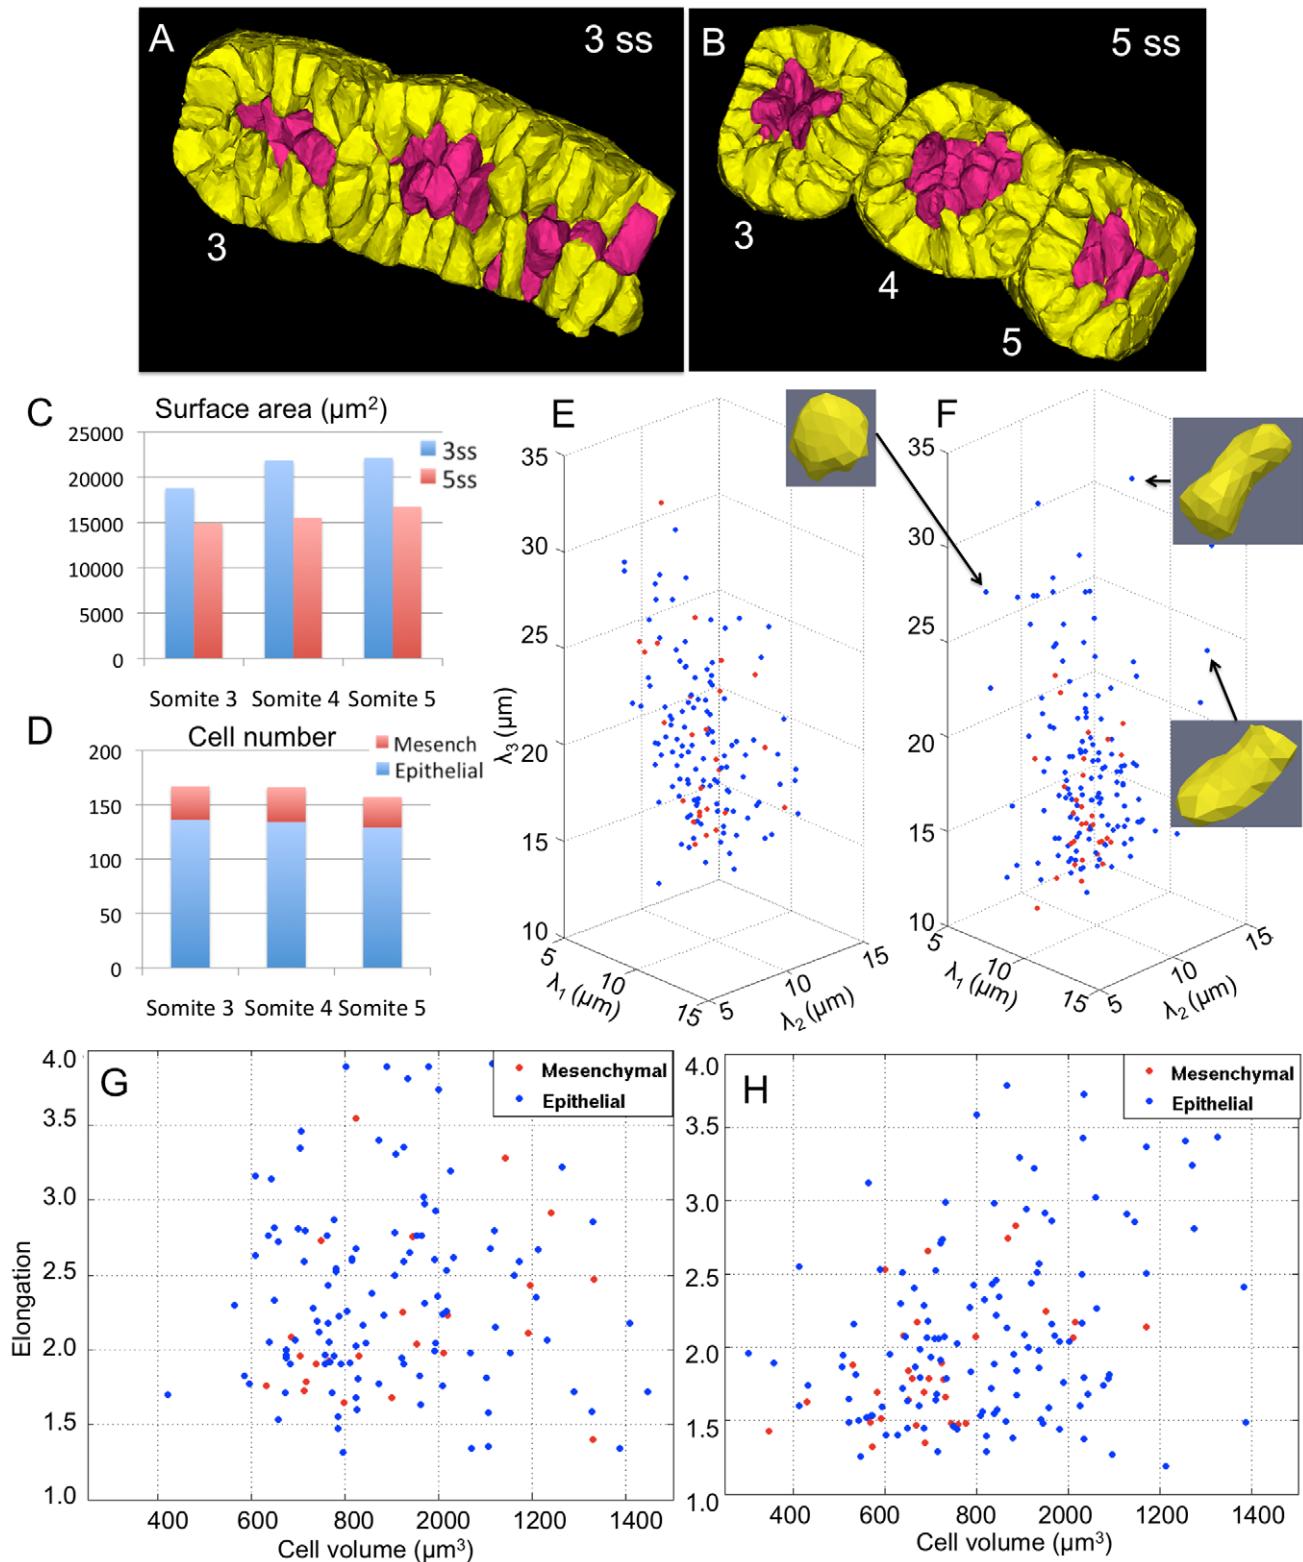 A
3 ss
3
B
5 ss
3
4
5
C
Surface area (µm²)
25000
20000
15000
10000
5000
0
3ss
5ss
Somite 3 Somite 4 Somite 5
D
Cell number
200
150
100
50
0
Mesench
Epithelial
Somite 3 Somite 4 Somite 5
E
35
30
25
20
15
10
λ₃ (µm)
5
10
15
λ₁ (µm)
5
10
15
λ₂ (µm)
F
35
30
25
20
15
10
5
10
15
λ₁ (µm)
5
10
15
λ₂ (µm)
G
4.0
3.5
3.0
2.5
2.0
1.5
1.0
Elongation
Mesenchymal
Epithelial
400 600 800 2000 1200 1400
Cell volume (µm³)
H
4.0
3.5
3.0
2.5
2.0
1.5
1.0
Mesenchymal
Epithelial
400 600 800 2000 1200 1400
Cell volume (µm³)